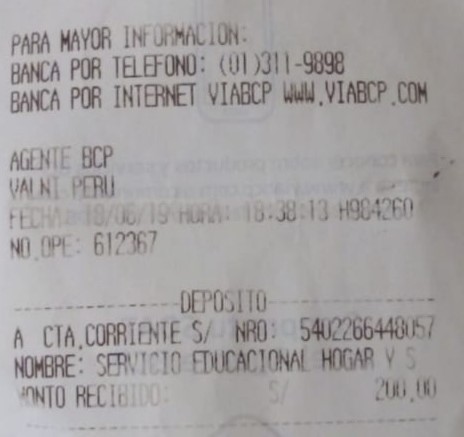 PARA MAYOR INFORMACION:
BANCA POR TELEFONO: (01)311-9898
BANCA POR INTERNET VIABCP WWW.VIABCP.COM
AGENTE BCP
VALNI PERU
FECHA: 18/06/19 HORA: 18:38:13 H984260
NO.OPE: 612367
DEPOSITO
A CTA.CORRIENTE S/ NRO: 5402266448057
NOMBRE: SERVICIO EDUCACIONAL HOGAR Y S
MONTO RECIBIDO: S/ 200.00